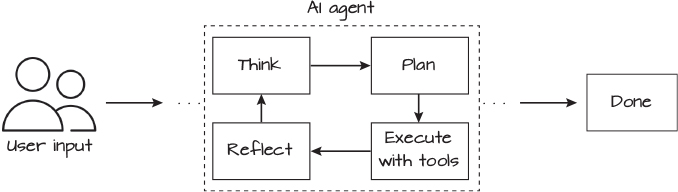 AI agent
Think
Plan
User input
Reflect
Execute
with tools
Done